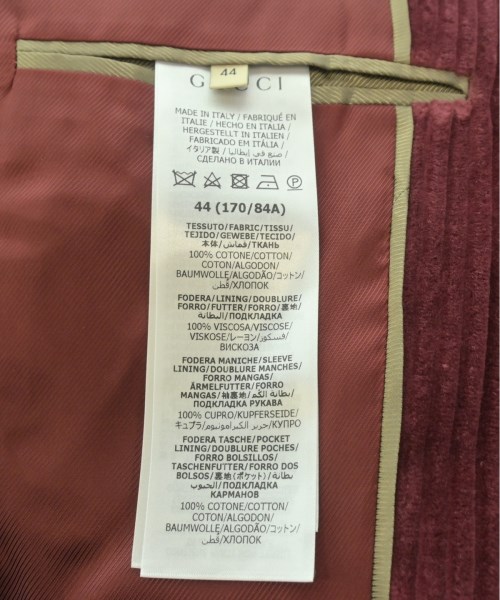 44
GUCCI
MADE IN ITALY / FABRIQUÉ EN
ITALIE / HECHO EN ITALIA /
HERGESTELLT IN ITALIEN /
FABRICADO EM ITÁLIA /
イタリア製 / صنع في إيطاليا /
СДЕЛАНО В ИТАЛИИ
44 (170/84A)
TESSUTO/FABRIC/TISSU/
TEJIDO/GEWEBE/TECIDO/
本体/قماش/ТКАНЬ
100% COTONE/COTTON/
COTON/ALGODON/
BAUMWOLLE/ALGODÃO/コットン/
قطن/ХЛОПОК
FODERA/LINING/DOUBLURE/
FORRO/FUTTER/FORRO/裏地/
البطانة/ПОДКЛАДКА
100% VISCOSA/VISCOSE/
VISKOSE/レーヨン/فسكوز/
ВИСКОЗА
FODERA MANICHE/SLEEVE
LINING/DOUBLURE MANCHES/
FORRO MANGAS/
ÄRMELFUTTER/FORRO
MANGAS/袖裏地/بطانة الكم/
ПОДКЛАДКА РУКАВА
100% CUPRO/KUPFERSEIDE/
キュプラ/حرير الكبرامونيوم/КУПРО
FODERA TASCHE/POCKET
LINING/DOUBLURE POCHES/
FORRO BOLSILLOS/
TASCHENFUTTER/FORRO DOS
BOLSOS/裏地(ポケット)/بطانة
الجيوب/ПОДКЛАДКА
КАРМАНОВ
100% COTONE/COTTON/
COTON/ALGODON/
BAUMWOLLE/ALGODÃO/コットン/
قطن/ХЛОПОК